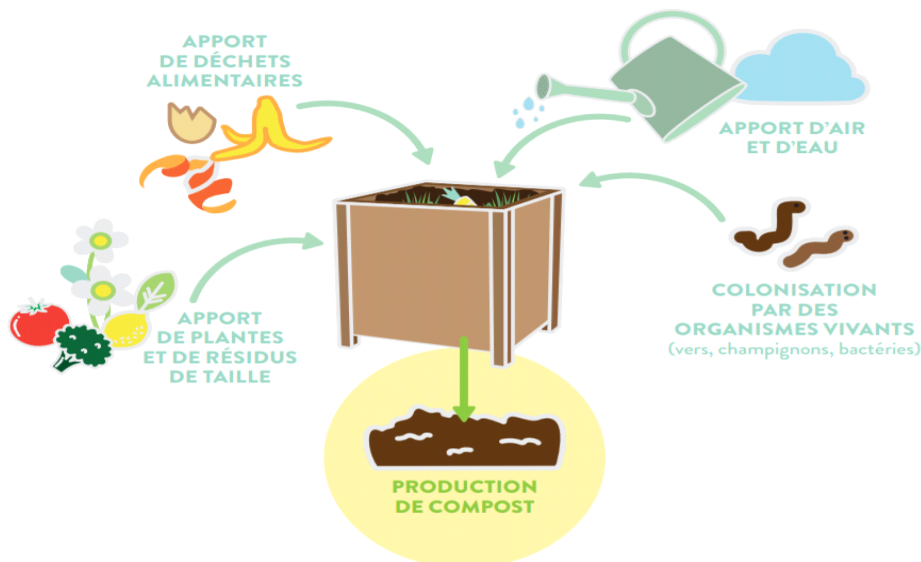 APPORT
DE DÉCHETS
ALIMENTAIRES
APPORT D'AIR
ET D'EAU
APPORT
DE PLANTES
ET DE RÉSIDUS
DE TAILLE
COLONISATION
PAR DES
ORGANISMES VIVANTS
(vers, champignons, bactéries)
PRODUCTION
DE COMPOST